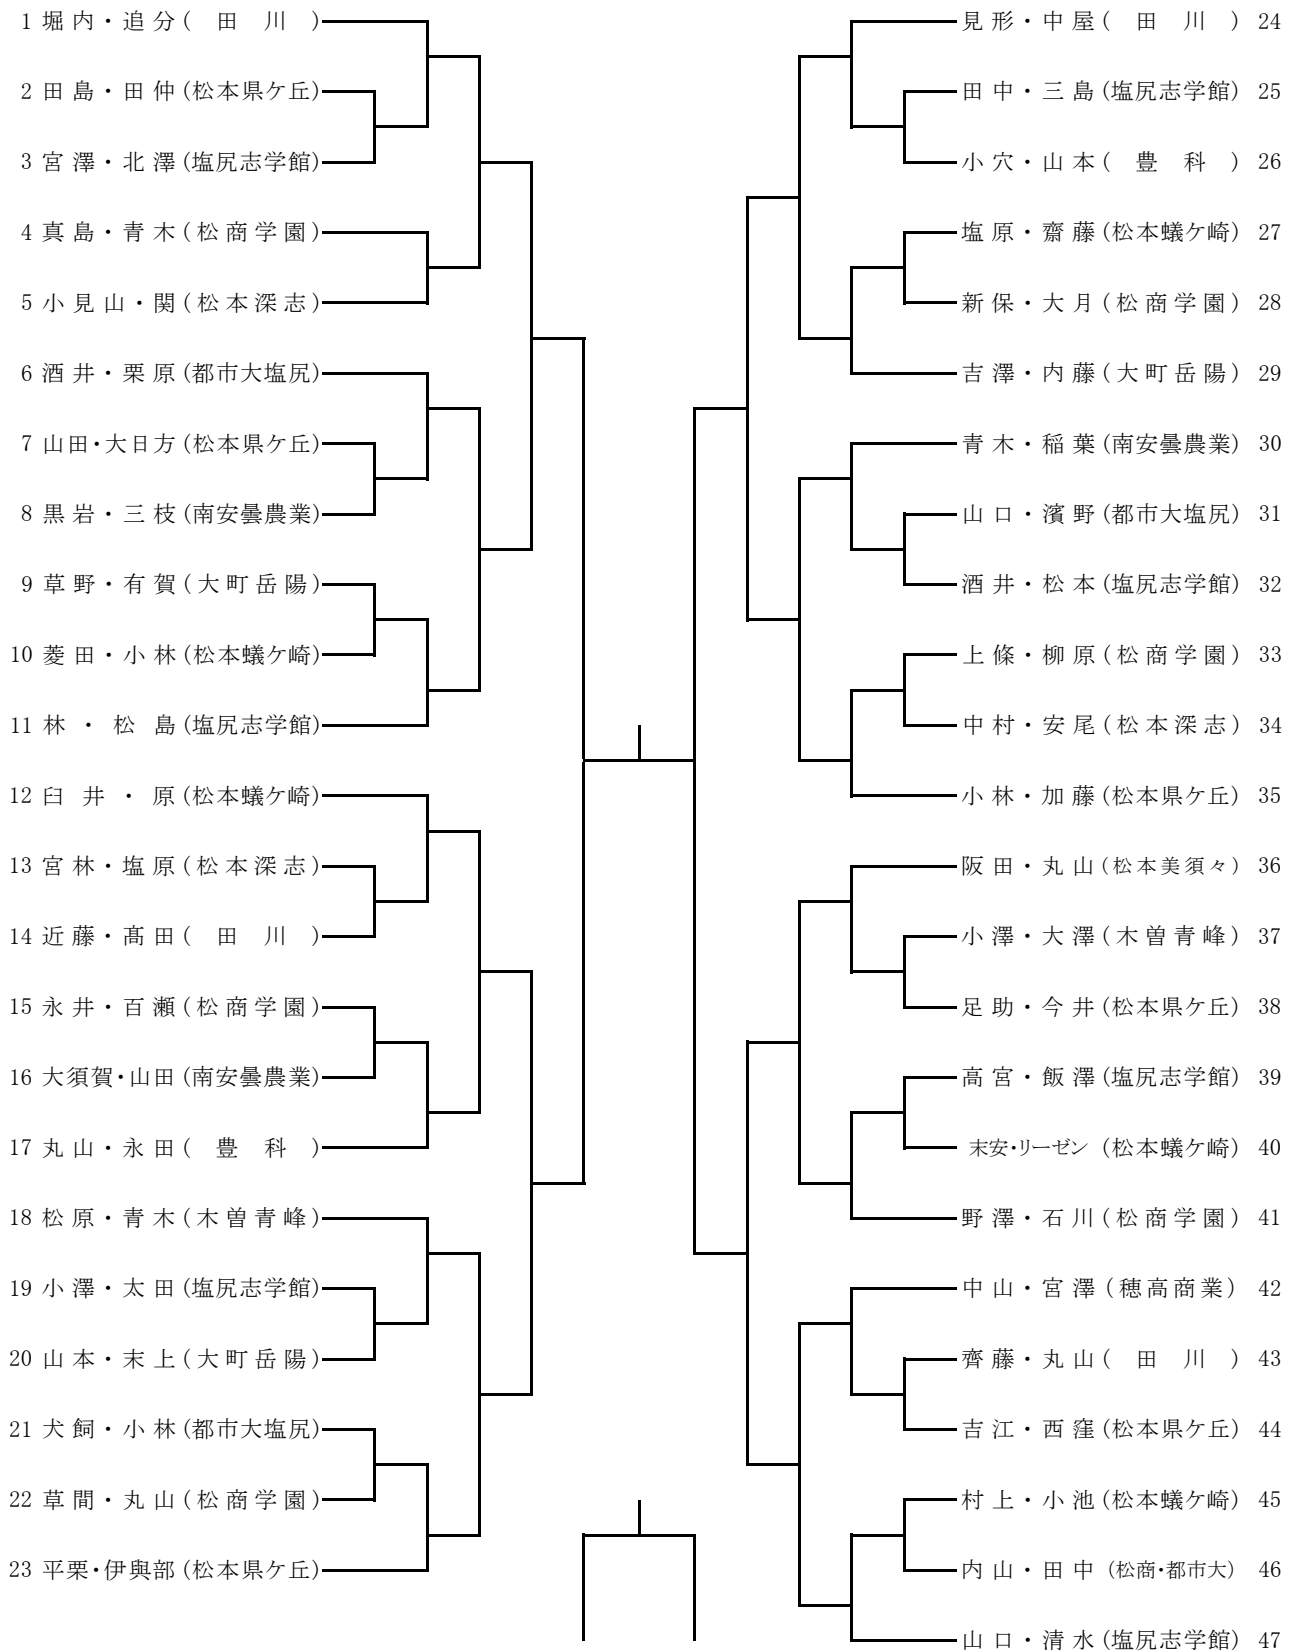 1 堀内・追分(田川)
2 田島・田仲(松本県ケ丘)
3 宮澤・北澤(塩尻志学館)
4 真島・青木(松商学園)
5 小見山・関(松本深志)
6 酒井・栗原(都市大塩尻)
7 山田・大日方(松本県ケ丘)
8 黒岩・三枝(南安曇農業)
9 草野・有賀(大町岳陽)
10 菱田・小林(松本蟻ケ崎)
11 林・松島(塩尻志学館)
12 臼井・原(松本蟻ケ崎)
13 宮林・塩原(松本深志)
14 近藤・髙田(田川)
15 永井・百瀬(松商学園)
16 大須賀・山田(南安曇農業)
17 丸山・永田(豊科)
18 松原・青木(木曽青峰)
19 小澤・太田(塩尻志学館)
20 山本・末上(大町岳陽)
21 犬飼・小林(都市大塩尻)
22 草間・丸山(松商学園)
23 平栗・伊與部(松本県ケ丘)
見形・中屋(田川) 24
田中・三島(塩尻志学館) 25
小穴・山本(豊科) 26
塩原・齋藤(松本蟻ケ崎) 27
新保・大月(松商学園) 28
吉澤・内藤(大町岳陽) 29
青木・稲葉(南安曇農業) 30
山口・濱野(都市大塩尻) 31
酒井・松本(塩尻志学館) 32
上條・柳原(松商学園) 33
中村・安尾(松本深志) 34
小林・加藤(松本県ケ丘) 35
阪田・丸山(松本美須々) 36
小澤・大澤(木曽青峰) 37
足助・今井(松本県ケ丘) 38
高宮・飯澤(塩尻志学館) 39
末安・リーゼン(松本蟻ケ崎) 40
野澤・石川(松商学園) 41
中山・宮澤(穂高商業) 42
齊藤・丸山(田川) 43
吉江・西窪(松本県ケ丘) 44
村上・小池(松本蟻ケ崎) 45
内山・田中(松商・都市大) 46
山口・清水(塩尻志学館) 47